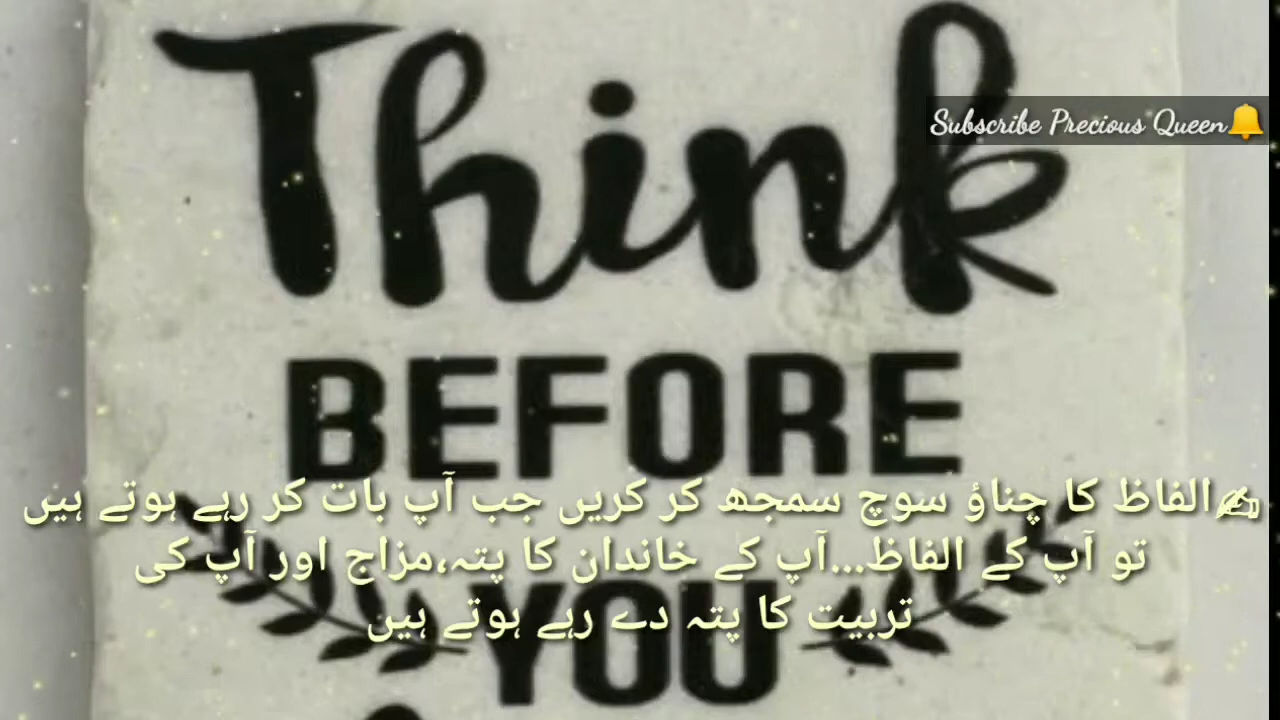 Think
Subscribe Precious Queen🔔
BEFORE
✍الفاظ کا چناؤ سوچ سمجھ کر کریں جب آپ بات کر رہے ہوتے ہیں
تو آپ کے الفاظ...آپ کے خاندان کا پتہ،مزاج اور آپ کی
تربیت کا پتہ دے رہے ہوتے ہیں
YOU